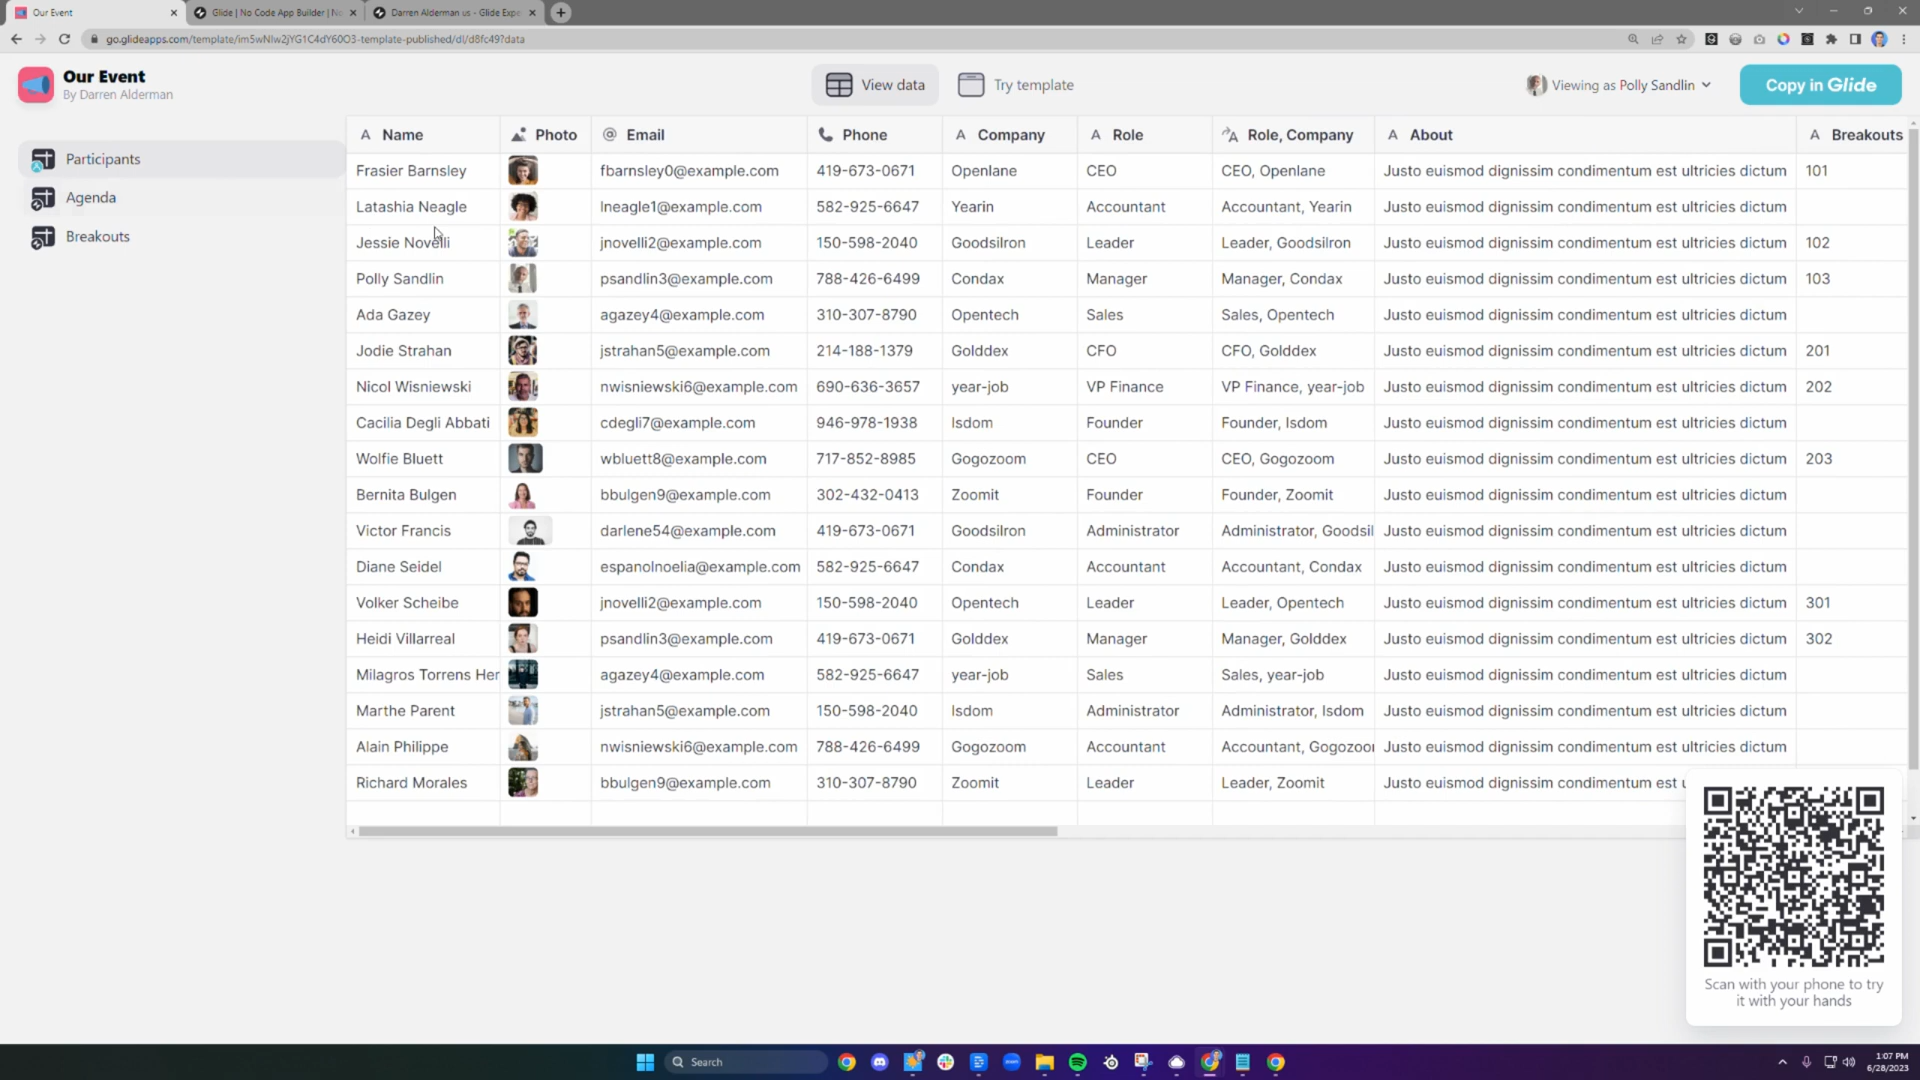 Our Event
Glide | No Code App Builder | No
Darren Alderman us - Glide Expe
go.glideapps.com/template/im5wNIw2jYG1C4dY60O3-template-published/dl/d8fc49?data
Our Event
By Darren Alderman
View data
Try template
Viewing as Polly Sandlin
Copy in Glide
Participants
Agenda
Breakouts
Name Photo Email Phone Company Role Role, Company About Breakouts
Frasier Barnsley fbarnsley0@example.com 419-673-0671 Openlane CEO CEO, Openlane Justo euismod dignissim condimentum est ultricies dictum 101
Latashia Neagle lneagle1@example.com 582-925-6647 Yearin Accountant Accountant, Yearin Justo euismod dignissim condimentum est ultricies dictum
Jessie Novelli jnovelli2@example.com 150-598-2040 Goodsilron Leader Leader, Goodsilron Justo euismod dignissim condimentum est ultricies dictum 102
Polly Sandlin psandlin3@example.com 788-426-6499 Condax Manager Manager, Condax Justo euismod dignissim condimentum est ultricies dictum 103
Ada Gazey agazey4@example.com 310-307-8790 Opentech Sales Sales, Opentech Justo euismod dignissim condimentum est ultricies dictum
Jodie Strahan jstrahan5@example.com 214-188-1379 Golddex CFO CFO, Golddex Justo euismod dignissim condimentum est ultricies dictum 201
Nicol Wisniewski nwisniewski6@example.com 690-636-3657 year-job VP Finance VP Finance, year-job Justo euismod dignissim condimentum est ultricies dictum 202
Cacilia Degli Abbati cdegli7@example.com 946-978-1938 Isdom Founder Founder, Isdom Justo euismod dignissim condimentum est ultricies dictum
Wolfie Bluett wbluett8@example.com 717-852-8985 Gogozoom CEO CEO, Gogozoom Justo euismod dignissim condimentum est ultricies dictum 203
Bernita Bulgen bbulgen9@example.com 302-432-0413 Zoomit Founder Founder, Zoomit Justo euismod dignissim condimentum est ultricies dictum
Victor Francis darlene54@example.com 419-673-0671 Goodsilron Administrator Administrator, Goodsil Justo euismod dignissim condimentum est ultricies dictum
Diane Seidel espanolnoelia@example.com 582-925-6647 Condax Accountant Accountant, Condax Justo euismod dignissim condimentum est ultricies dictum
Volker Scheibe jnovelli2@example.com 150-598-2040 Opentech Leader Leader, Opentech Justo euismod dignissim condimentum est ultricies dictum 301
Heidi Villarreal psandlin3@example.com 419-673-0671 Golddex Manager Manager, Golddex Justo euismod dignissim condimentum est ultricies dictum 302
Milagros Torrens Her agazey4@example.com 582-925-6647 year-job Sales Sales, year-job Justo euismod dignissim condimentum est ultricies dictum
Marthe Parent jstrahan5@example.com 150-598-2040 Isdom Administrator Administrator, Isdom Justo euismod dignissim condimentum est ultricies dictum
Alain Philippe nwisniewski6@example.com 788-426-6499 Gogozoom Accountant Accountant, Gogozoo Justo euismod dignissim condimentum est ultricies dictum
Richard Morales bbulgen9@example.com 310-307-8790 Zoomit Leader Leader, Zoomit Justo euismod dignissim condimentum est u
Scan with your phone to try
it with your hands
Search
1:07 PM
6/28/2023